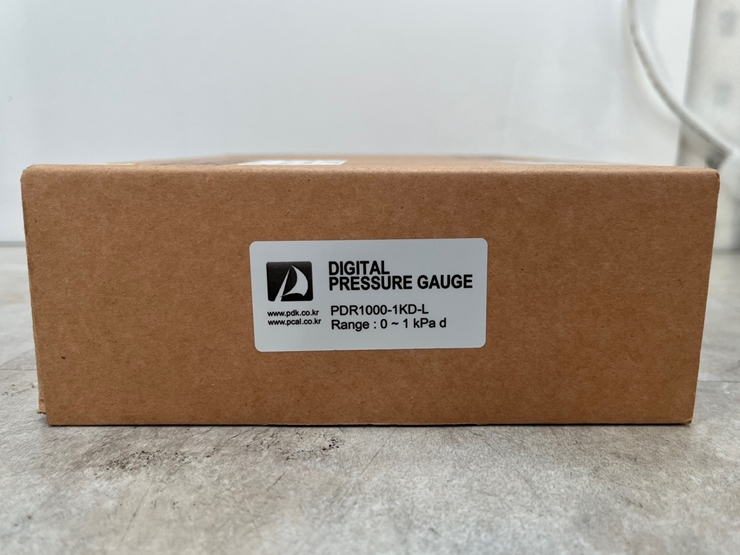 DIGITAL
PRESSURE GAUGE
www.pdk.co.kr
www.pcal.co.kr
PDR1000-1KD-L
Range : 0 ~ 1 kPa d